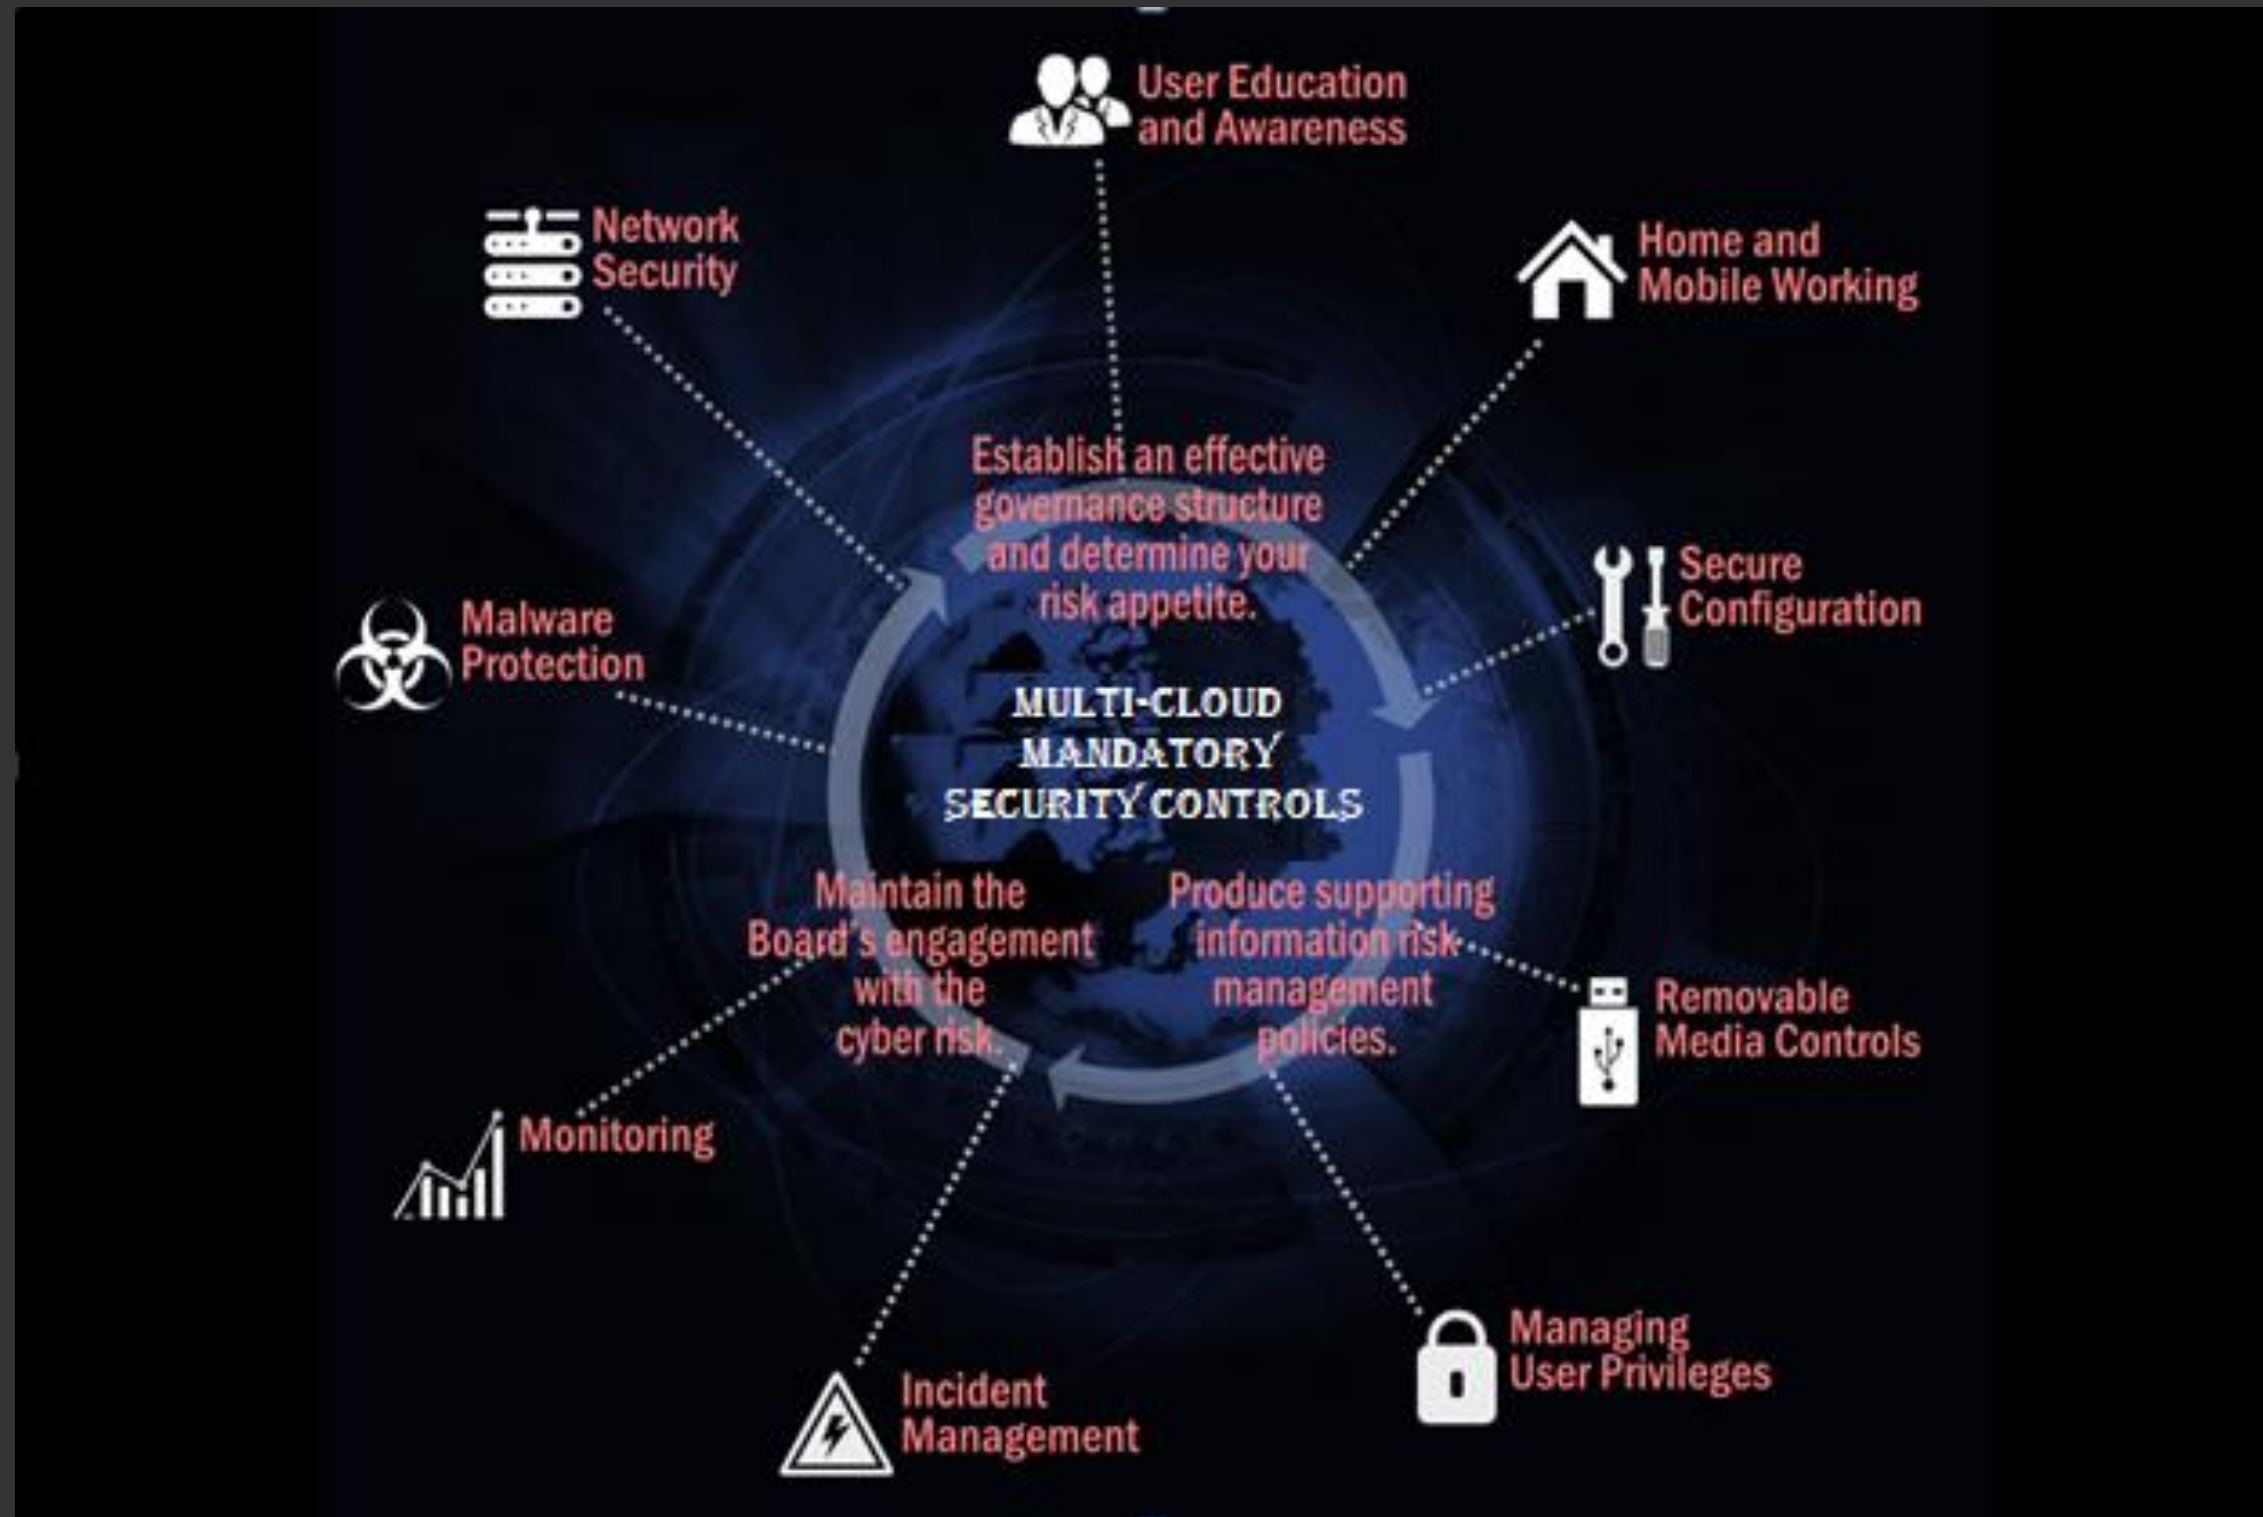 User Education
and Awareness
Network
Security
Home and
Mobile Working
Establish an effective
governance structure
and determine your
risk appetite.
Secure
Configuration
Malware
Protection
MULTI-CLOUD
MANDATORY
SECURITY CONTROLS
Maintain the
Board's engagement
with the
cyber risk.
Produce supporting
information risk
management
policies.
Removable
Media Controls
Monitoring
Managing
User Privileges
Incident
Management